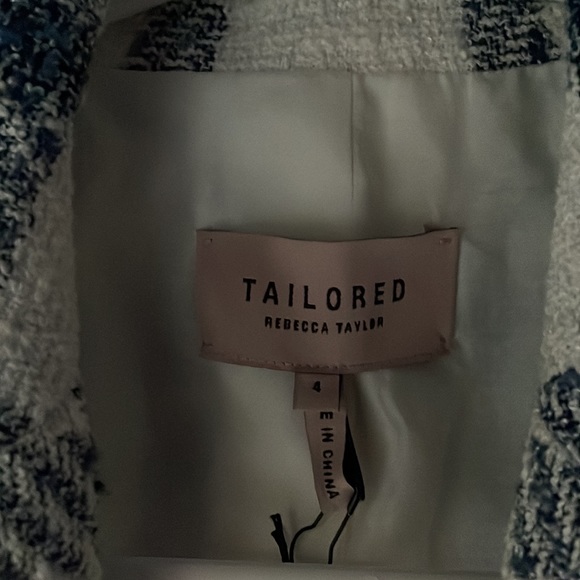 TAILORED
REBECCA TAYLOR
4
E IN CHINA